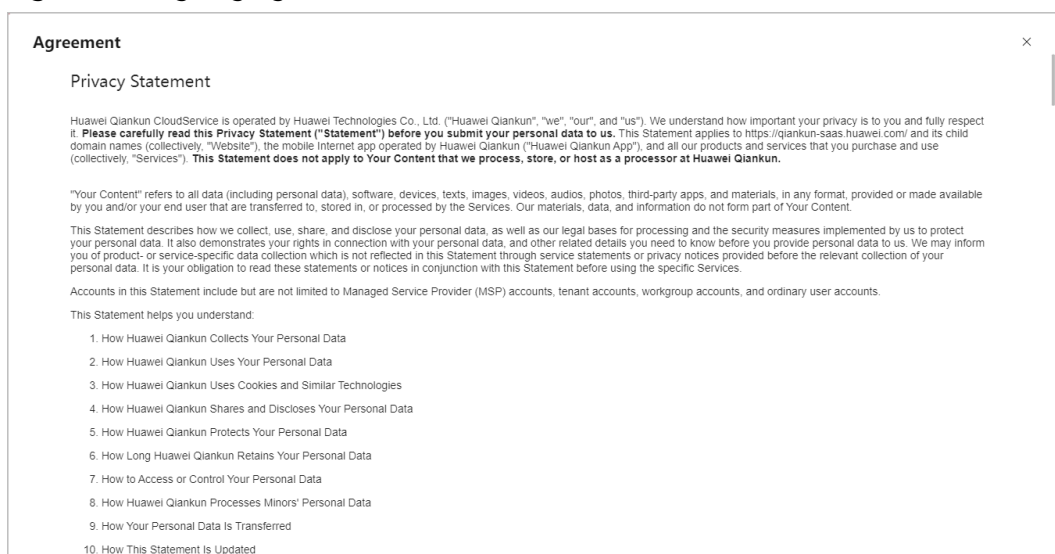 Agreement
Privacy Statement
Huawei Qiankun CloudService is operated by Huawei Technologies Co., Ltd. ("Huawei Qiankun", "we", "our", and "us"). We understand how important your privacy is to you and fully respect
it. Please carefully read this Privacy Statement ("Statement") before you submit your personal data to us. This Statement applies to https://qiankun-saas.huawei.com/ and its child
domain names (collectively, "Website"), the mobile Internet app operated by Huawei Qiankun ("Huawei Qiankun App"), and all our products and services that you purchase and use
(collectively, "Services"). This Statement does not apply to Your Content that we process, store, or host as a processor at Huawei Qiankun.
"Your Content" refers to all data (including personal data), software, devices, texts, images, videos, audios, photos, third-party apps, and materials, in any format, provided or made available
by you and/or your end user that are transferred to, stored in, or processed by the Services. Our materials, data, and information do not form part of Your Content.
This Statement describes how we collect, use, share, and disclose your personal data, as well as our legal bases for processing and the security measures implemented by us to protect
your personal data. It also demonstrates your rights in connection with your personal data, and other related details you need to know before you provide personal data to us. We may inform
you of product- or service-specific data collection which is not reflected in this Statement through service statements or privacy notices provided before the relevant collection of your
personal data. It is your obligation to read these statements or notices in conjunction with this Statement before using the specific Services.
Accounts in this Statement include but are not limited to Managed Service Provider (MSP) accounts, tenant accounts, workgroup accounts, and ordinary user accounts.
This Statement helps you understand:
1. How Huawei Qiankun Collects Your Personal Data
2. How Huawei Qiankun Uses Your Personal Data
3. How Huawei Qiankun Uses Cookies and Similar Technologies
4. How Huawei Qiankun Shares and Discloses Your Personal Data
5. How Huawei Qiankun Protects Your Personal Data
6. How Long Huawei Qiankun Retains Your Personal Data
7. How to Access or Control Your Personal Data
8. How Huawei Qiankun Processes Minors' Personal Data
9. How Your Personal Data Is Transferred
10. How This Statement Is Updated